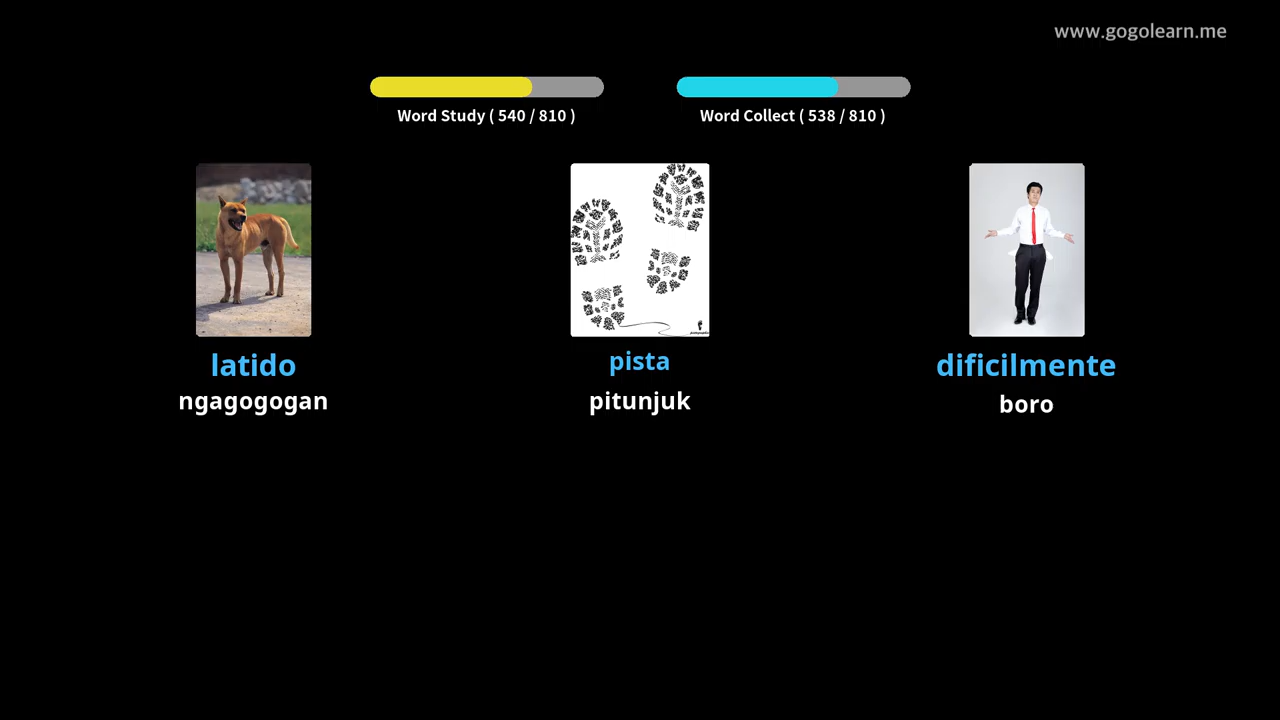 www.gogolearn.me
Word Study ( 540 / 810 )
Word Collect ( 538 / 810 )
latido
ngagogogan
pista
pitunjuk
dificilmente
boro